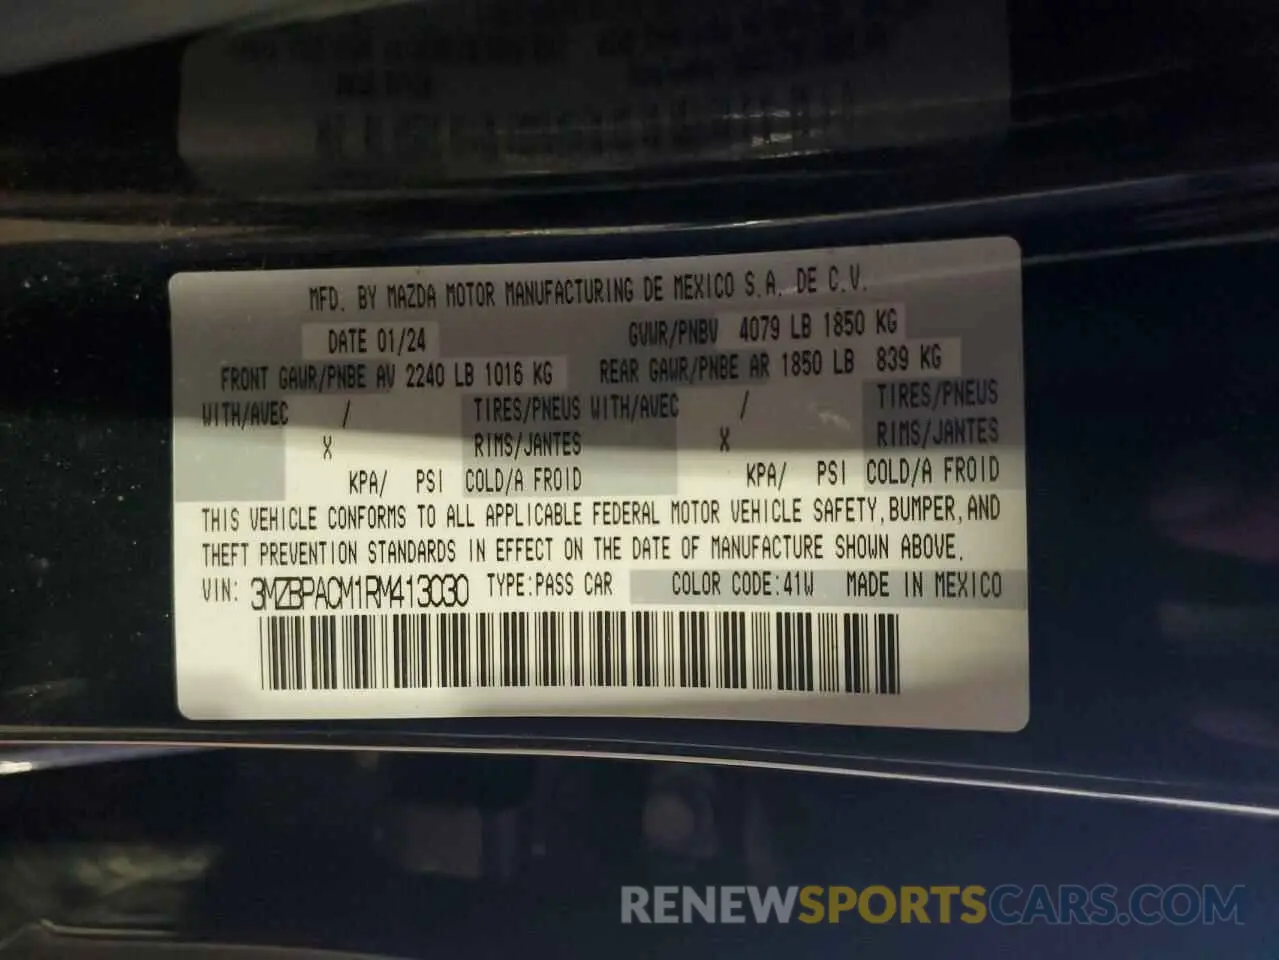 MFD. BY MAZDA MOTOR MANUFACTURING DE MEXICO S.A. DE C.V.
DATE 01/24 GVWR/PNBV 4079 LB 1850 KG
FRONT GAWR/PNBE AV 2240 LB 1016 KG REAR GAWR/PNBE AR 1850 LB 839 KG
WITH/AVEC / TIRES/PNEUS WITH/AVEC / TIRES/PNEUS
X RIMS/JANTES X RIMS/JANTES
KPA/ PSI COLD/A FROID KPA/ PSI COLD/A FROID
THIS VEHICLE CONFORMS TO ALL APPLICABLE FEDERAL MOTOR VEHICLE SAFETY, BUMPER, AND
THEFT PREVENTION STANDARDS IN EFFECT ON THE DATE OF MANUFACTURE SHOWN ABOVE.
VIN: 3MZBPACM1RM413030 TYPE:PASS CAR COLOR CODE:41W MADE IN MEXICO
RENEWSPORTSCARS.COM